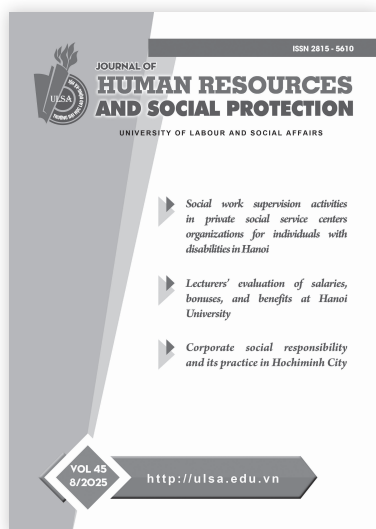 ISSN 2815 - 5610
JOURNAL OF
HUMAN RESOURCES
AND SOCIAL PROTECTION
ULSA
UNIVERSITY OF LABOUR AND SOCIAL AFFAIRS
Social work supervision activities
in private social service centers
organizations for individuals with
disabilities in Hanoi
Lecturers' evaluation of salaries,
bonuses, and benefits at Hanoi
University
Corporate social responsibility
and its practice in Hochiminh City
VOL 45
8/2025
http://ulsa.edu.vn